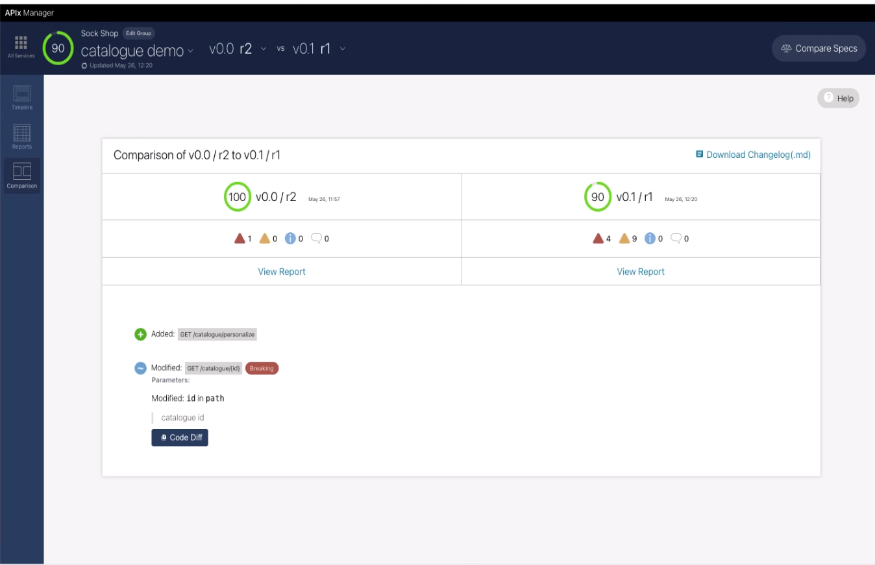 APIx Manager
Sock Shop Edit Group
90 catalogue demo v0.0 r2 vs v0.1 r1
All Services
Updated May 26, 12:20
Compare Specs
Timeline
Reports
Comparison
? Help
Comparison of v0.0 / r2 to v0.1 / r1
Download Changelog(.md)
100 v0.0 / r2 May 26, 11:57
90 v0.1 / r1 May 26, 12:20
1 0 0 0
4 9 0 0
View Report
View Report
Added: GET /catalogue/personalize
Modified: GET /catalogue/{id} Breaking
Parameters:
Modified: id in path
catalogue id
Code Diff